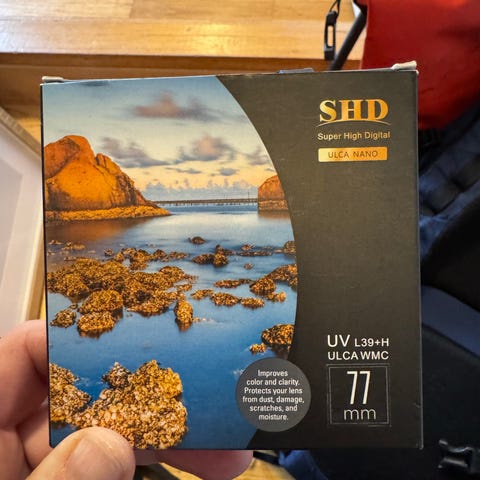 SHD
Super High Digital
ULCA NANO
UV L39+H
ULCA WMC
77
mm
Improves
color and clarity.
Protects your lens
from dust, damage,
scratches, and
moisture.